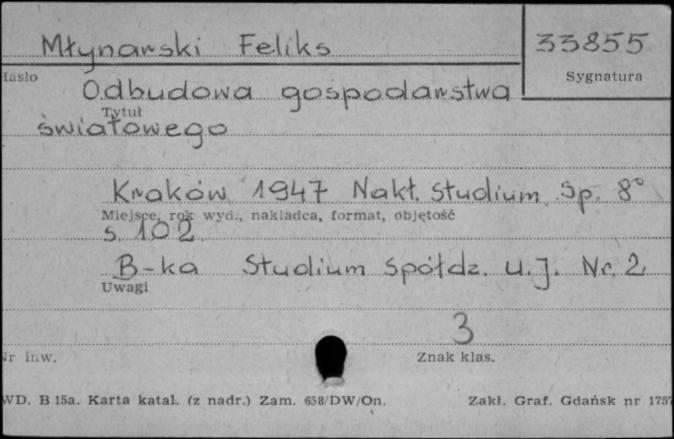 Młynarski Feliks
33855
Hasło
Sygnatura
Odbudowa gospodarstwa
Tytuł
światowego
Kraków 1947 Nakł. Studium Sp. 8°
Miejsce, rok wyd., nakladca, format, objętość
s. 102
B-ka Studium Spółdz. U.J. Nr. 2
Uwagi
3
Nr inw.
Znak klas.
WD. B 15a. Karta katal. (z nadr.) Zam. 658/DW/On.
Zakł. Graf. Gdańsk nr 1757